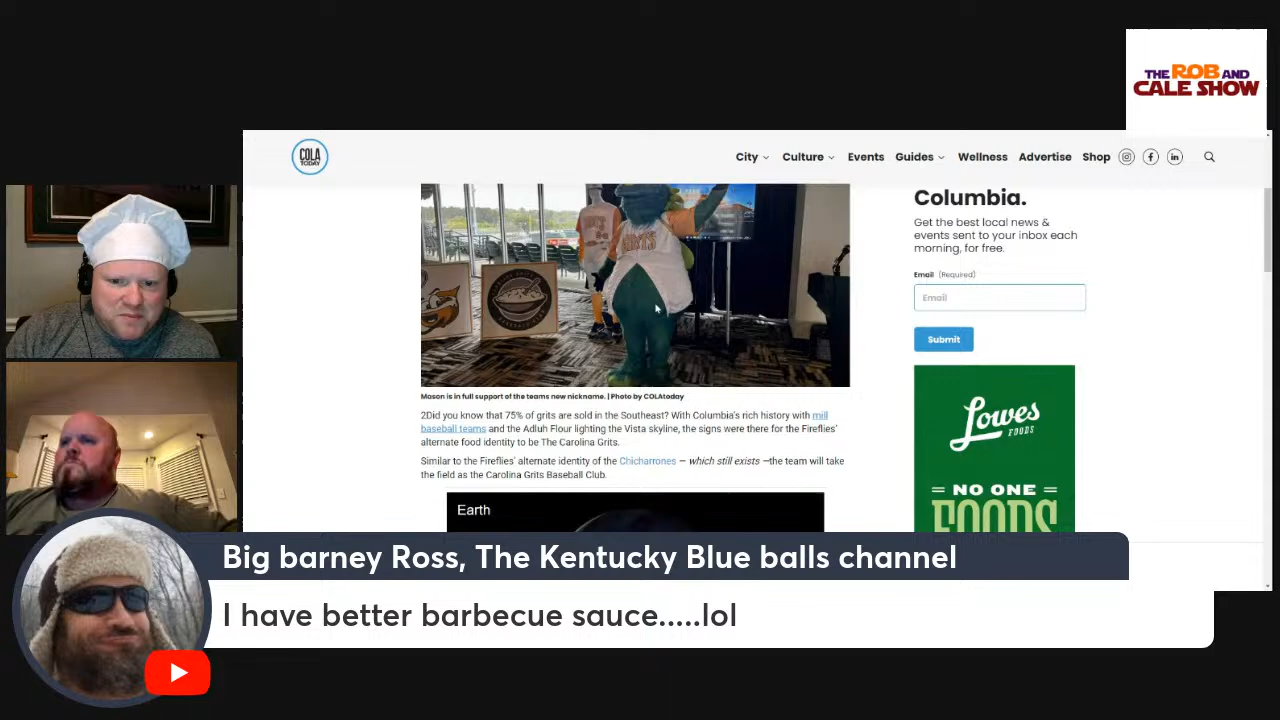 THE ROB AND
CALE SHOW
COLA
TODAY
City
Culture
Events
Guides
Wellness
Advertise
Shop
Columbia.
Get the best local news &
events sent to your inbox each
morning, for free.
Email (Required)
Email
Submit
Mason is in full support of the teams new nickname. | Photo by COLAtoday
2Did you know that 75% of grits are sold in the Southeast? With Columbia's rich history with mill
baseball teams and the Adluh Flour lighting the Vista skyline, the signs were there for the Fireflies'
alternate food identity to be The Carolina Grits.
Similar to the Fireflies' alternate identity of the Chicharrones — which still exists —the team will take
the field as the Carolina Grits Baseball Club.
Earth
Lowes
FOODS
NO ONE
FOODS
Big barney Ross, The Kentucky Blue balls channel
I have better barbecue sauce.....lol